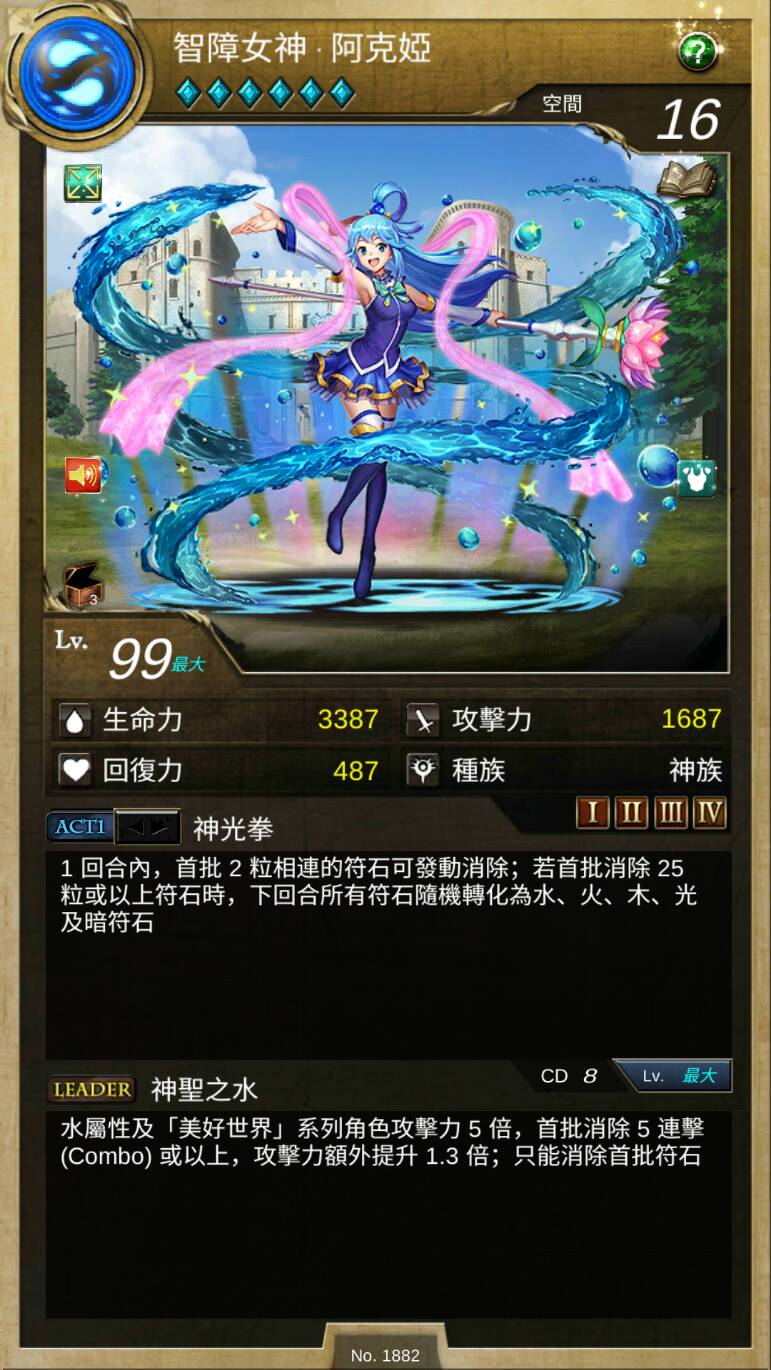 智障女神 · 阿克婭
空間
16
3
Lv. 99 最大
生命力 3387 攻擊力 1687
回復力 487 種族 神族
ACT1 神光拳 I II III IV
1 回合內，首批 2 粒相連的符石可發動消除；若首批消除 25
粒或以上符石時，下回合所有符石隨機轉化為水、火、木、光
及暗符石
CD 8 Lv. 最大
LEADER 神聖之水
水屬性及「美好世界」系列角色攻擊力 5 倍，首批消除 5 連擊
(Combo) 或以上，攻擊力額外提升 1.3 倍；只能消除首批符石
No. 1882